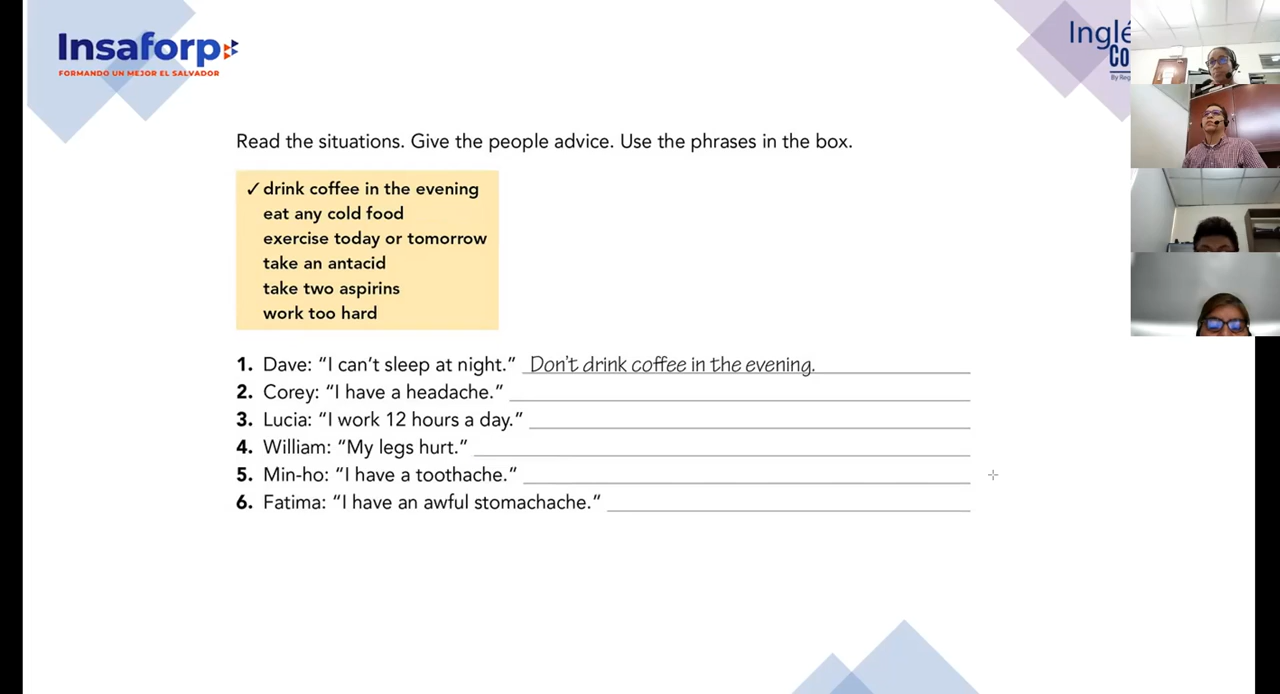 Insaforp
FORMANDO UN MEJOR EL SALVADOR
Read the situations. Give the people advice. Use the phrases in the box.
✓ drink coffee in the evening
eat any cold food
exercise today or tomorrow
take an antacid
take two aspirins
work too hard
1. Dave: “I can’t sleep at night.” Don’t drink coffee in the evening.
2. Corey: “I have a headache.”
3. Lucia: “I work 12 hours a day.”
4. William: “My legs hurt.”
5. Min-ho: “I have a toothache.”
6. Fatima: “I have an awful stomachache.”